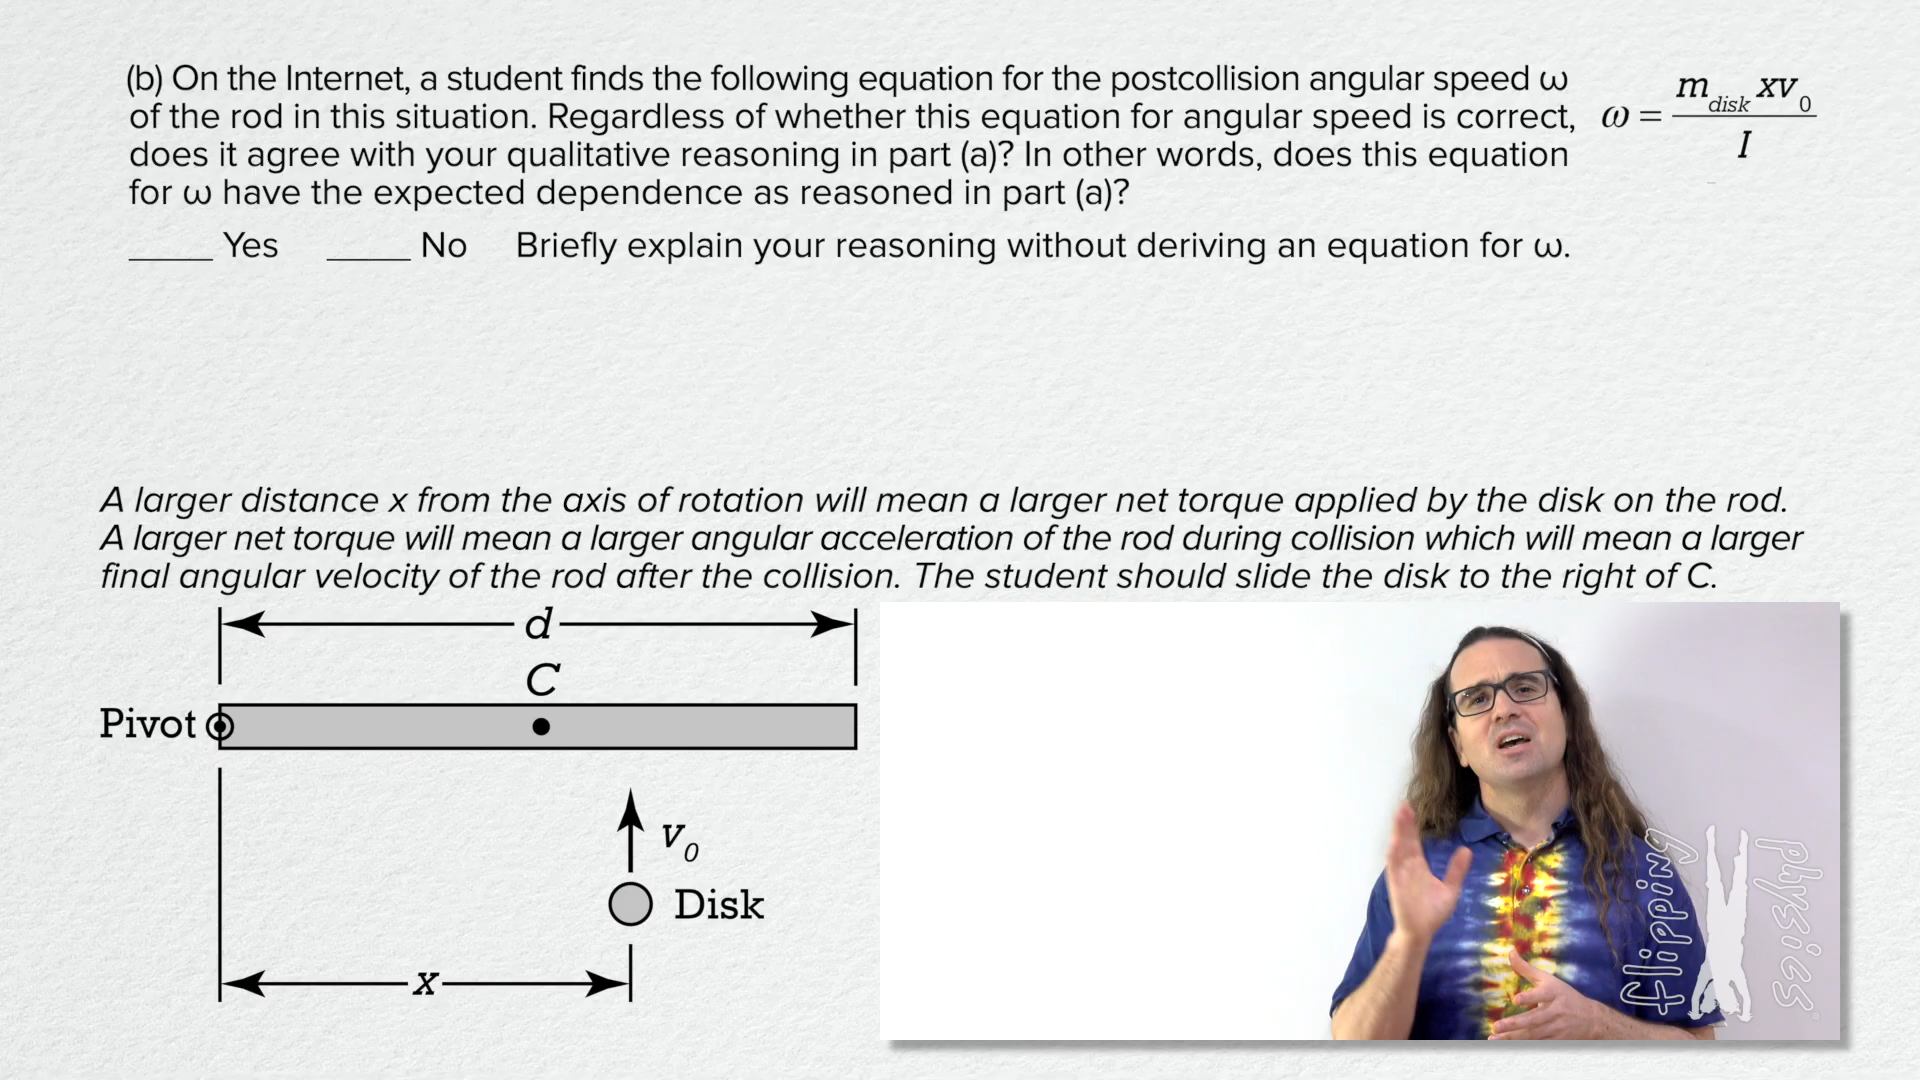 (b) On the Internet, a student finds the following equation for the postcollision angular speed ω
of the rod in this situation. Regardless of whether this equation for angular speed is correct,
does it agree with your qualitative reasoning in part (a)? In other words, does this equation
for ω have the expected dependence as reasoned in part (a)?
ω = m_disk xv_0 / I
____ Yes ____ No Briefly explain your reasoning without deriving an equation for ω.
A larger distance x from the axis of rotation will mean a larger net torque applied by the disk on the rod.
A larger net torque will mean a larger angular acceleration of the rod during collision which will mean a larger
final angular velocity of the rod after the collision. The student should slide the disk to the right of C.
d
C
Pivot
v_0
Disk
x
flipping
physics